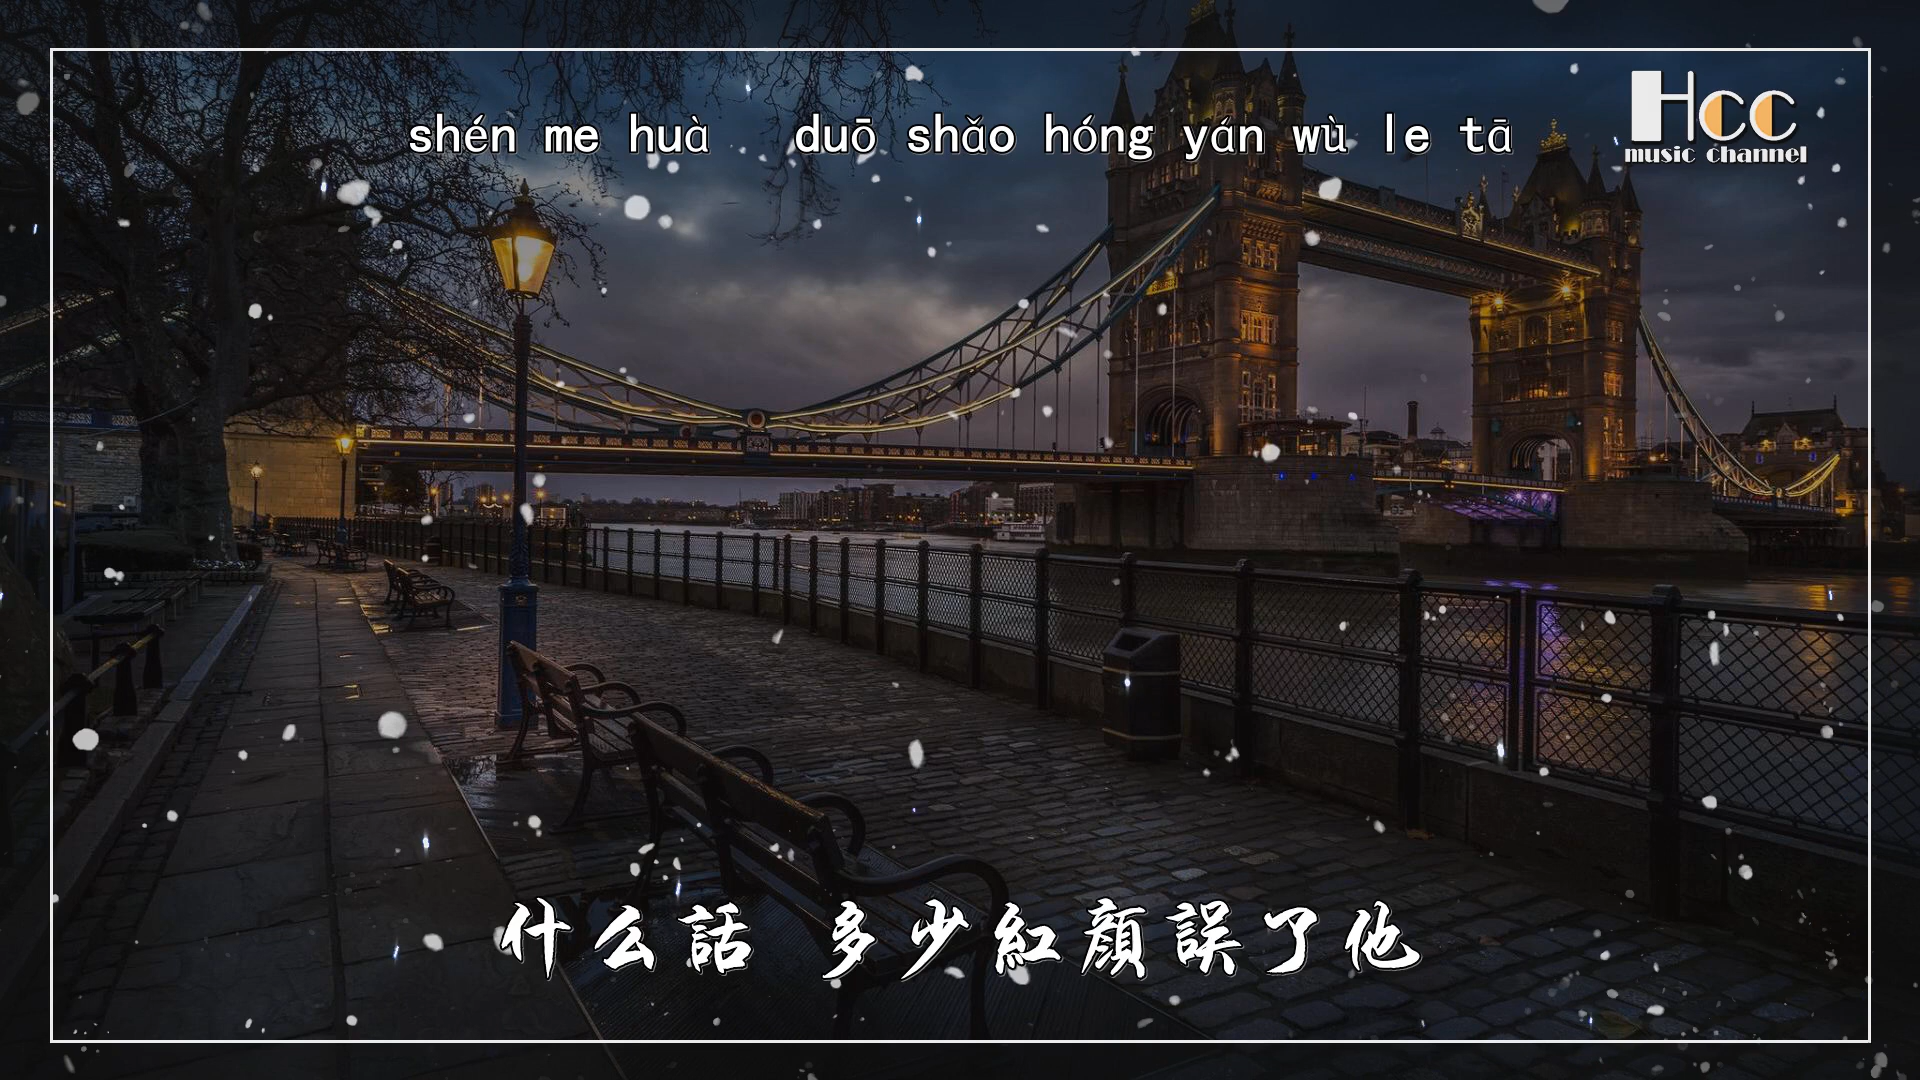 shén me huà  duō shǎo hóng yán wù le tā
Hcc
music channel
什么話 多少紅顏誤了他